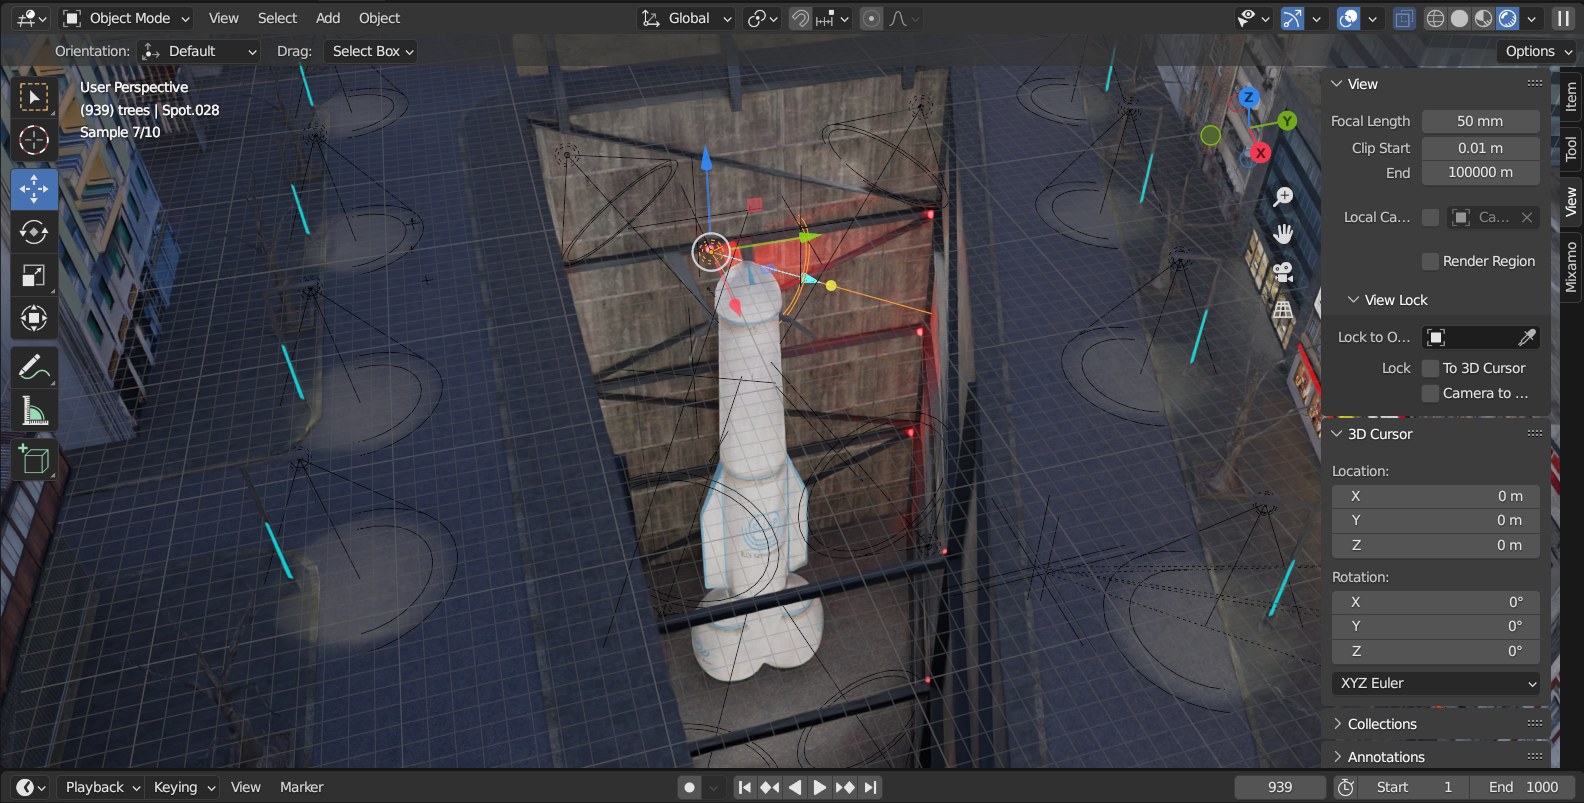 Object Mode View Select Add Object Global
Orientation: Default Drag: Select Box Options
User Perspective
(939) trees | Spot.028
Sample 7/10
Z
Y
X
View
Focal Length 50 mm
Clip Start 0.01 m
End 100000 m
Local Ca... Ca...
Render Region
View Lock
Lock to O...
Lock To 3D Cursor
Camera to ...
3D Cursor
Location:
X 0 m
Y 0 m
Z 0 m
Rotation:
X 0°
Y 0°
Z 0°
XYZ Euler
Collections
Annotations
Item
Tool
View
Mixamo
Playback Keying View Marker 939 Start 1 End 1000